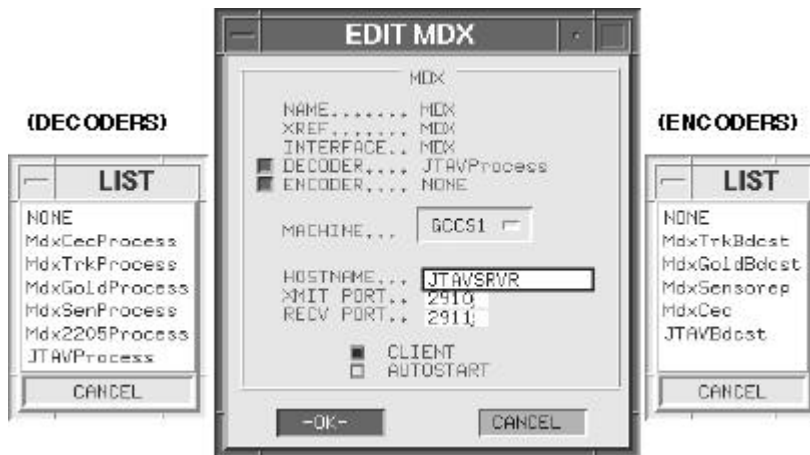 EDIT MDX
MDX
NAME....... MDX
XREF....... MDX
INTERFACE.. MDX
DECODER.... JTAVProcess
ENCODER.... NONE
MACHINE... GCCS1
HOSTNAME... JTAVSRVR
XMIT PORT.. 2910
RECV PORT.. 2911
CLIENT
AUTOSTART
-OK-
CANCEL
(DECODERS)
LIST
NONE
MdxCecProcess
MdxTrkProcess
MdxGoldProcess
MdxSenProcess
Mdx2205Process
JTAVProcess
CANCEL
(ENCODERS)
LIST
NONE
MdxTrkBdcst
MdxGoldBdcst
MdxSensorep
MdxCec
JTAVBdcst
CANCEL